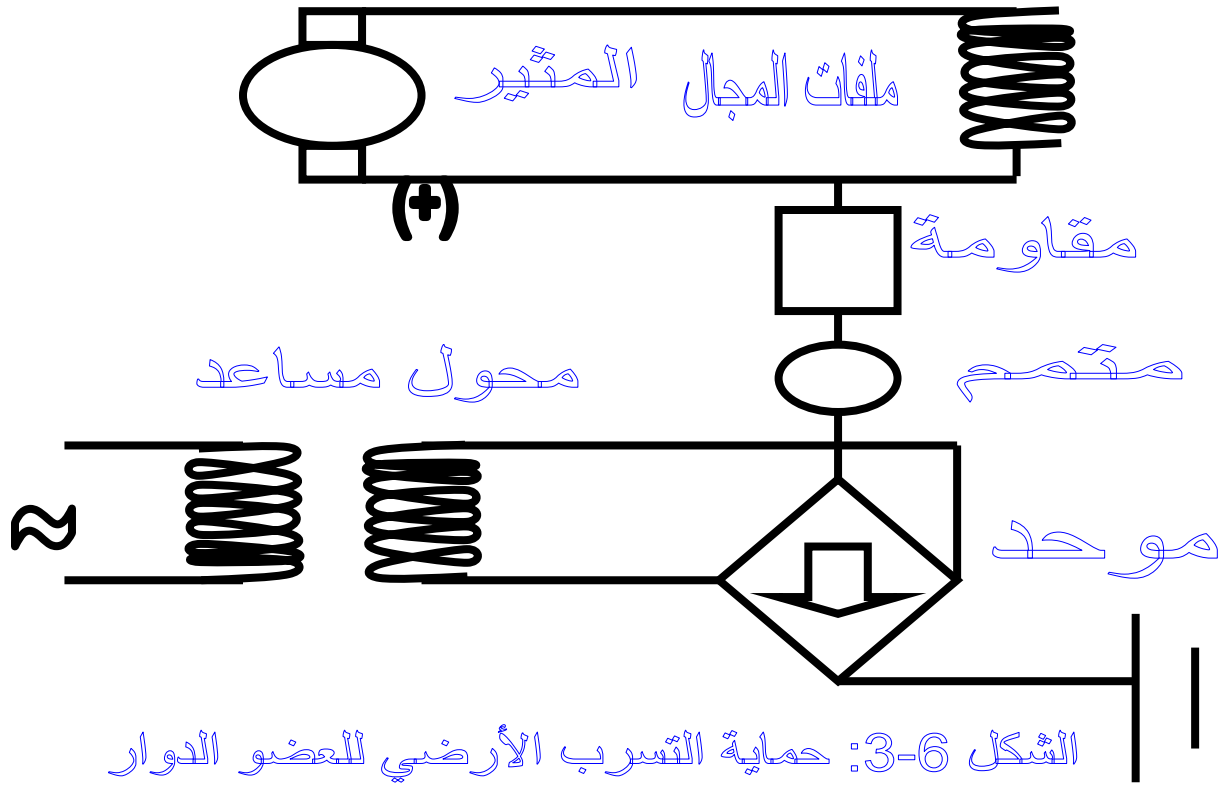 المثير
ملفات المجال
(+)
مقاومة
محول مساعد
متمم
≈
موحد
الشكل 6-3: حماية التسرب الأرضي للعضو الدوار